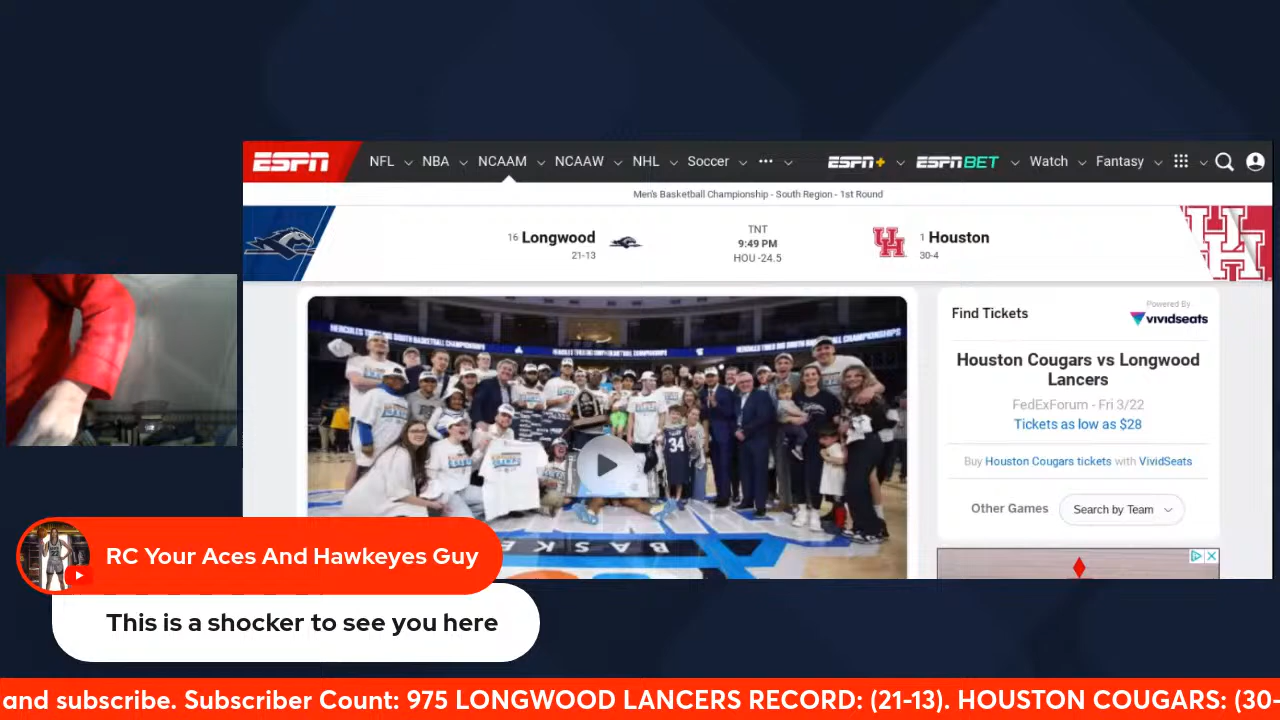 ESPN NFL NBA NCAAM NCAAW NHL Soccer ••• ESPN+ ESPN BET Watch Fantasy
Men's Basketball Championship - South Region - 1st Round
16 Longwood
21-13
TNT
9:49 PM
HOU -24.5
1 Houston
30-4
Find Tickets
Powered By
vividseats
Houston Cougars vs Longwood
Lancers
FedExForum - Fri 3/22
Tickets as low as $28
Buy Houston Cougars tickets with VividSeats
Other Games
Search by Team
34
RC Your Aces And Hawkeyes Guy
This is a shocker to see you here
and subscribe. Subscriber Count: 975 LONGWOOD LANCERS RECORD: (21-13). HOUSTON COUGARS: (30-